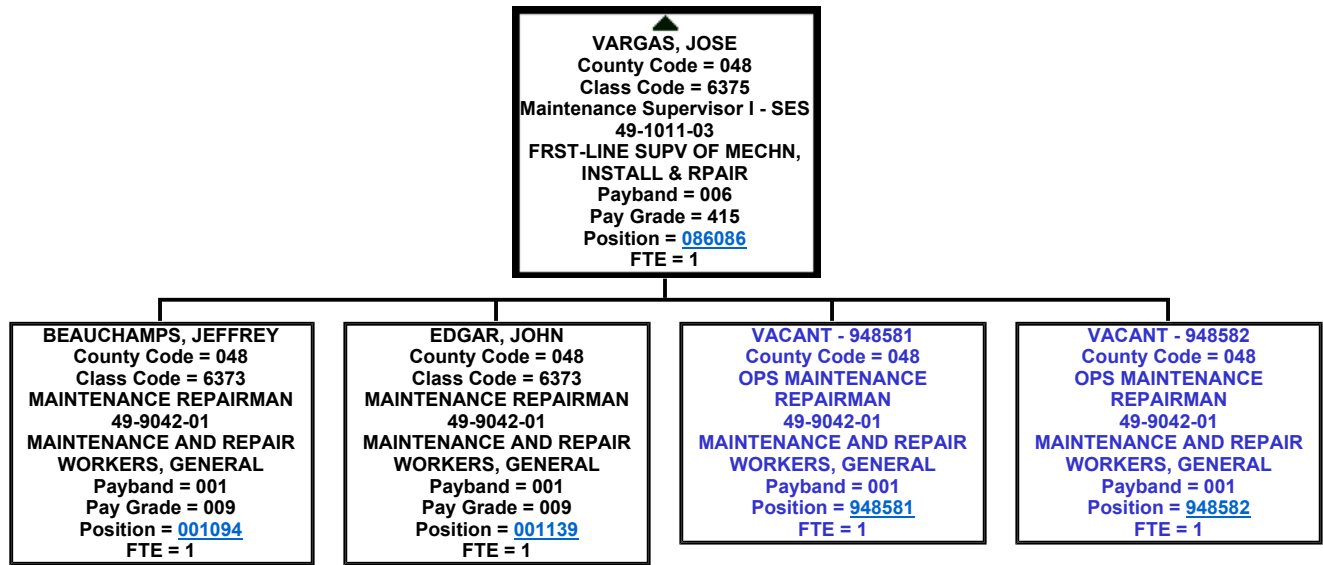 VARGAS, JOSE
County Code = 048
Class Code = 6375
Maintenance Supervisor I - SES
49-1011-03
FRST-LINE SUPV OF MECHN,
INSTALL & RPAIR
Payband = 006
Pay Grade = 415
Position = 086086
FTE = 1
BEAUCHAMPS, JEFFREY
County Code = 048
Class Code = 6373
MAINTENANCE REPAIRMAN
49-9042-01
MAINTENANCE AND REPAIR
WORKERS, GENERAL
Payband = 001
Pay Grade = 009
Position = 001094
FTE = 1
EDGAR, JOHN
County Code = 048
Class Code = 6373
MAINTENANCE REPAIRMAN
49-9042-01
MAINTENANCE AND REPAIR
WORKERS, GENERAL
Payband = 001
Pay Grade = 009
Position = 001139
FTE = 1
VACANT - 948581
County Code = 048
OPS MAINTENANCE
REPAIRMAN
49-9042-01
MAINTENANCE AND REPAIR
WORKERS, GENERAL
Payband = 001
Position = 948581
FTE = 1
VACANT - 948582
County Code = 048
OPS MAINTENANCE
REPAIRMAN
49-9042-01
MAINTENANCE AND REPAIR
WORKERS, GENERAL
Payband = 001
Position = 948582
FTE = 1